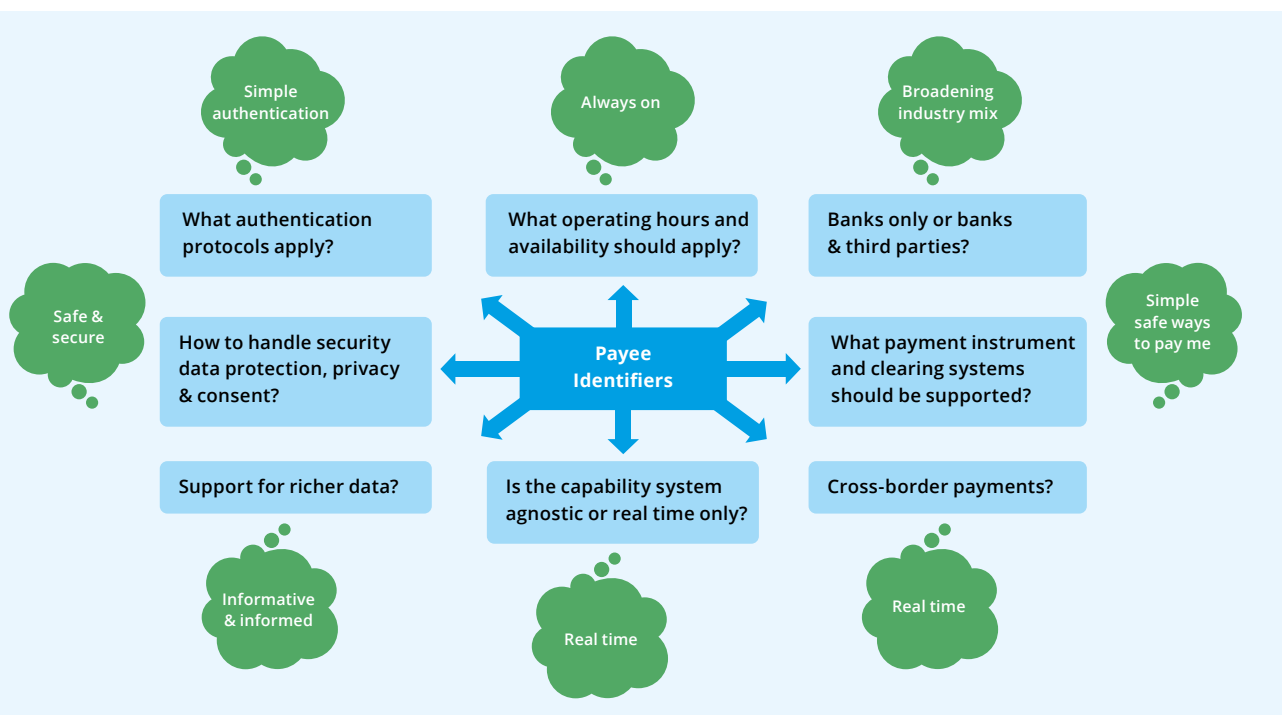 Simple
authentication
Always on
Broadening
industry mix
What authentication
protocols apply?
What operating hours and
availability should apply?
Banks only or banks
& third parties?
Safe &
secure
How to handle security
data protection, privacy
& consent?
Payee
Identifiers
What payment instrument
and clearing systems
should be supported?
Simple
safe ways
to pay me
Support for richer data?
Is the capability system
agnostic or real time only?
Cross-border payments?
Informative
& informed
Real time
Real time